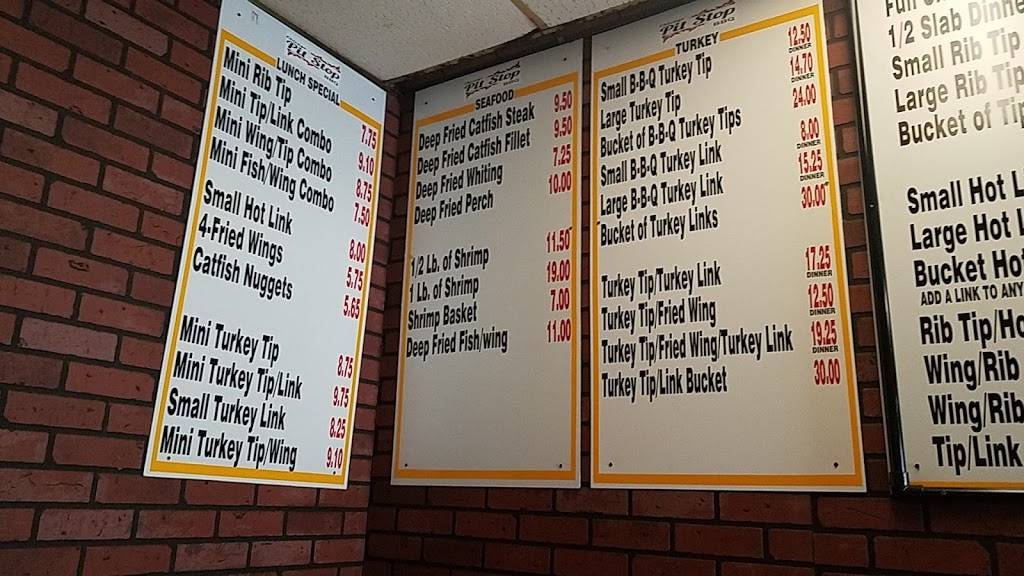 Pit Stop
LUNCH SPECIAL
Mini Rib Tip 7.75
Mini Tip/Link Combo 9.10
Mini Wing/Tip Combo 8.75
Mini Fish/Wing Combo 7.50
Small Hot Link 8.00
4-Fried Wings 5.75
Catfish Nuggets 5.65
Mini Turkey Tip 8.75
Mini Turkey Tip/Link 9.75
Small Turkey Link 8.25
Mini Turkey Tip/Wing 9.10
Pit Stop
SEAFOOD
Deep Fried Catfish Steak 9.50
Deep Fried Catfish Fillet 9.50
Deep Fried Whiting 7.25
Deep Fried Perch 10.00
1/2 Lb. of Shrimp 11.50
1 Lb. of Shrimp 19.00
Shrimp Basket 7.00
Deep Fried Fish/wing 11.00
Pit Stop
BBQ
TURKEY
Small B-B-Q Turkey Tip 12.50
DINNER
Large Turkey Tip 14.70
DINNER
Bucket of B-B-Q Turkey Tips 24.00
Small B-B-Q Turkey Link 8.00
DINNER
Large B-B-Q Turkey Link 15.25
DINNER
Bucket of Turkey Links 30.00
Turkey Tip/Turkey Link 17.25
DINNER
Turkey Tip/Fried Wing 12.50
DINNER
Turkey Tip/Fried Wing/Turkey Link 19.25
DINNER
Turkey Tip/Link Bucket 30.00
1/2 Slab Dinne
Small Rib Tip
Large Rib Tip
Bucket of Tip
Small Hot L
Large Hot L
Bucket Hot
ADD A LINK TO ANY
Rib Tip/Ho
Wing/Rib
Wing/Rib
Tip/Link